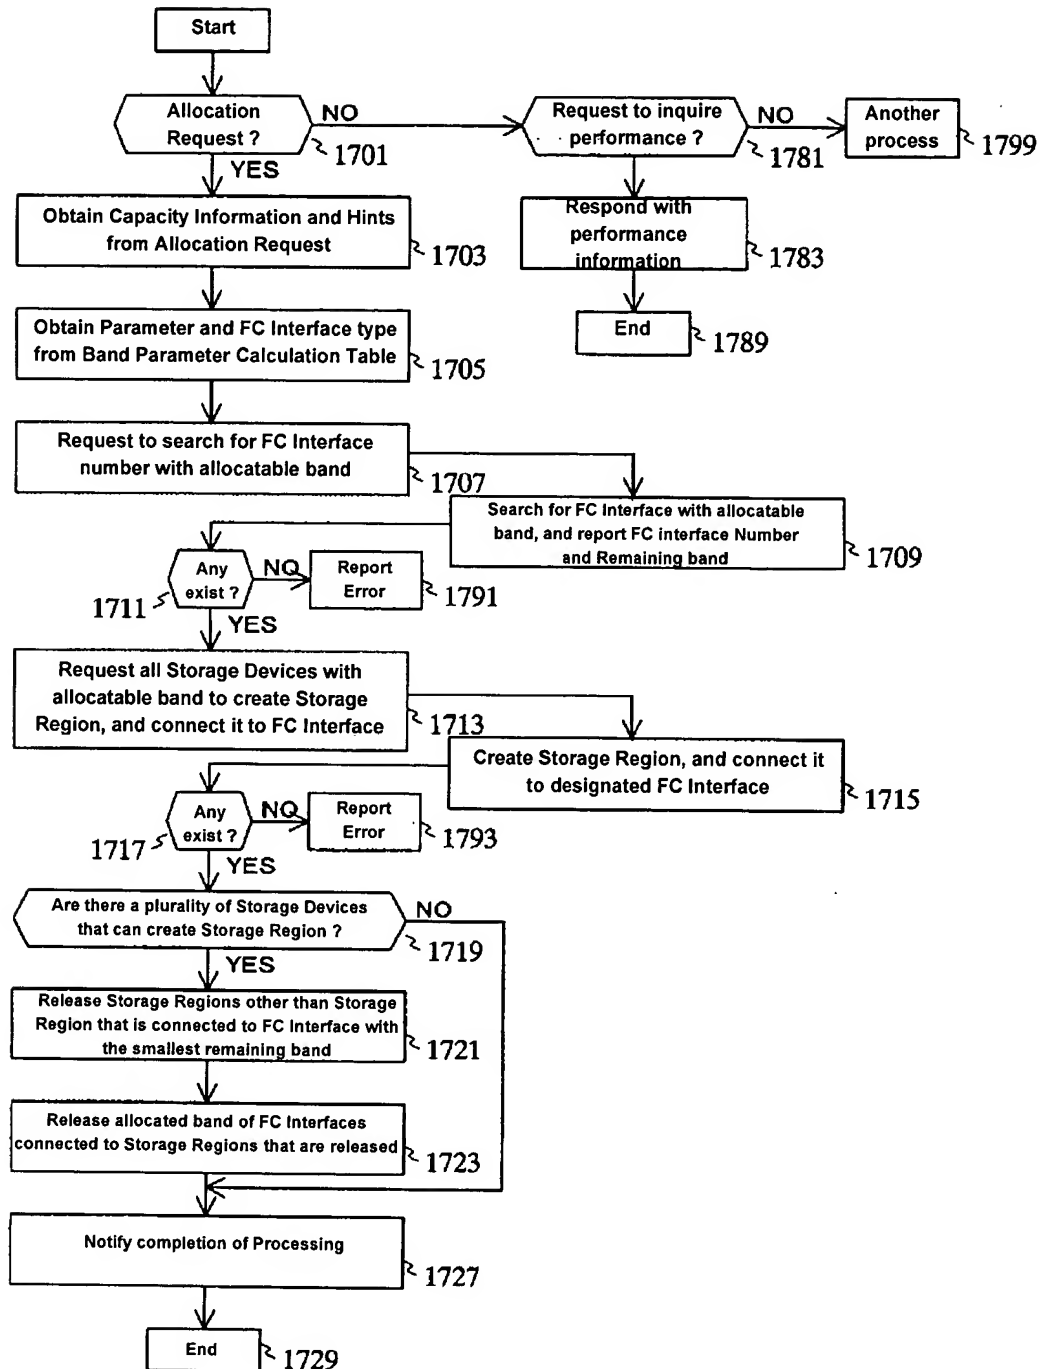 Start
Allocation
Request ?
NO
1701
YES
Request to inquire
performance ?
NO
1781
Another
process
1799
Obtain Capacity Information and Hints
from Allocation Request
1703
Respond with
performance
information
1783
End
1789
Obtain Parameter and FC Interface type
from Band Parameter Calculation Table
1705
Request to search for FC Interface
number with allocatable band
1707
Search for FC Interface with allocatable
band, and report FC interface Number
and Remaining band
1709
Any
exist ?
NO
1711
YES
Report
Error
1791
Request all Storage Devices with
allocatable band to create Storage
Region, and connect it to FC Interface
1713
Create Storage Region, and connect it
to designated FC Interface
1715
Any
exist ?
NO
1717
YES
Report
Error
1793
Are there a plurality of Storage Devices
that can create Storage Region ?
NO
1719
YES
Release Storage Regions other than Storage
Region that is connected to FC Interface with
the smallest remaining band
1721
Release allocated band of FC Interfaces
connected to Storage Regions that are released
1723
Notify completion of Processing
1727
End
1729